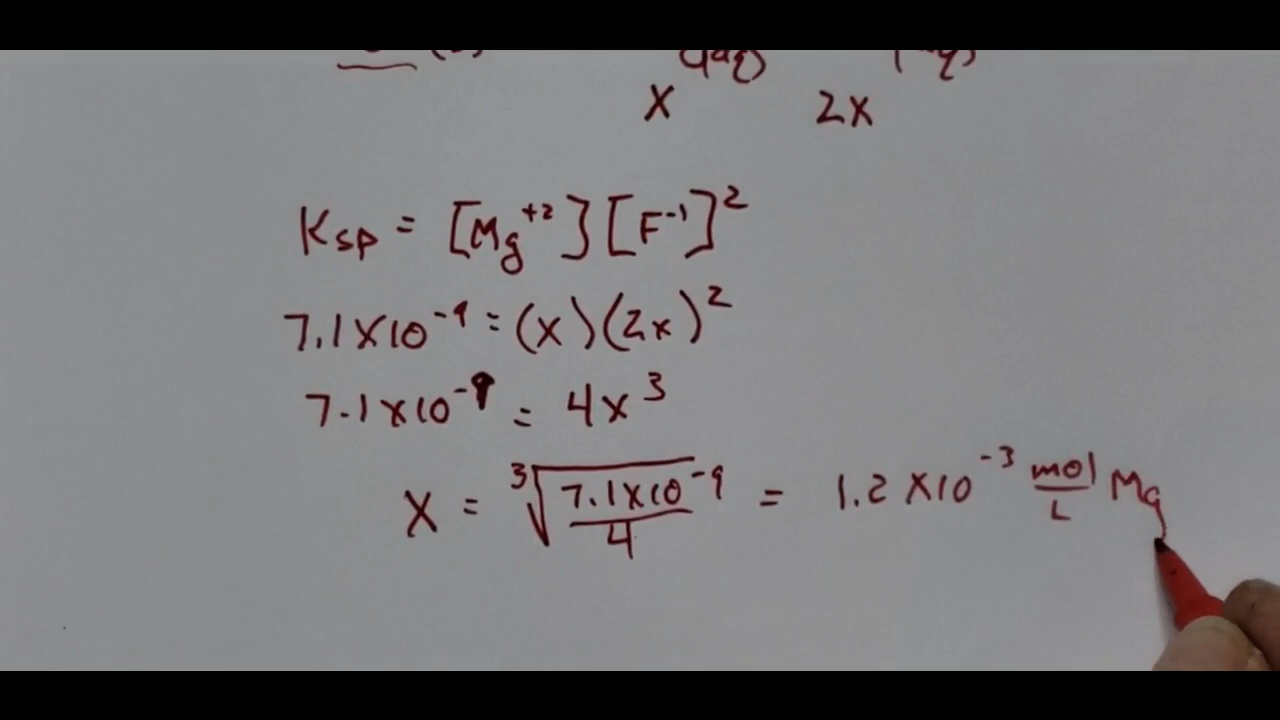 x 2x
Ksp = [Mg⁺²][F⁻¹]²
7.1x10⁻⁹ = (x)(2x)²
7.1x10⁻⁹ = 4x³
x = ³√(7.1x10⁻⁹/4) = 1.2x10⁻³ mol/L Mg